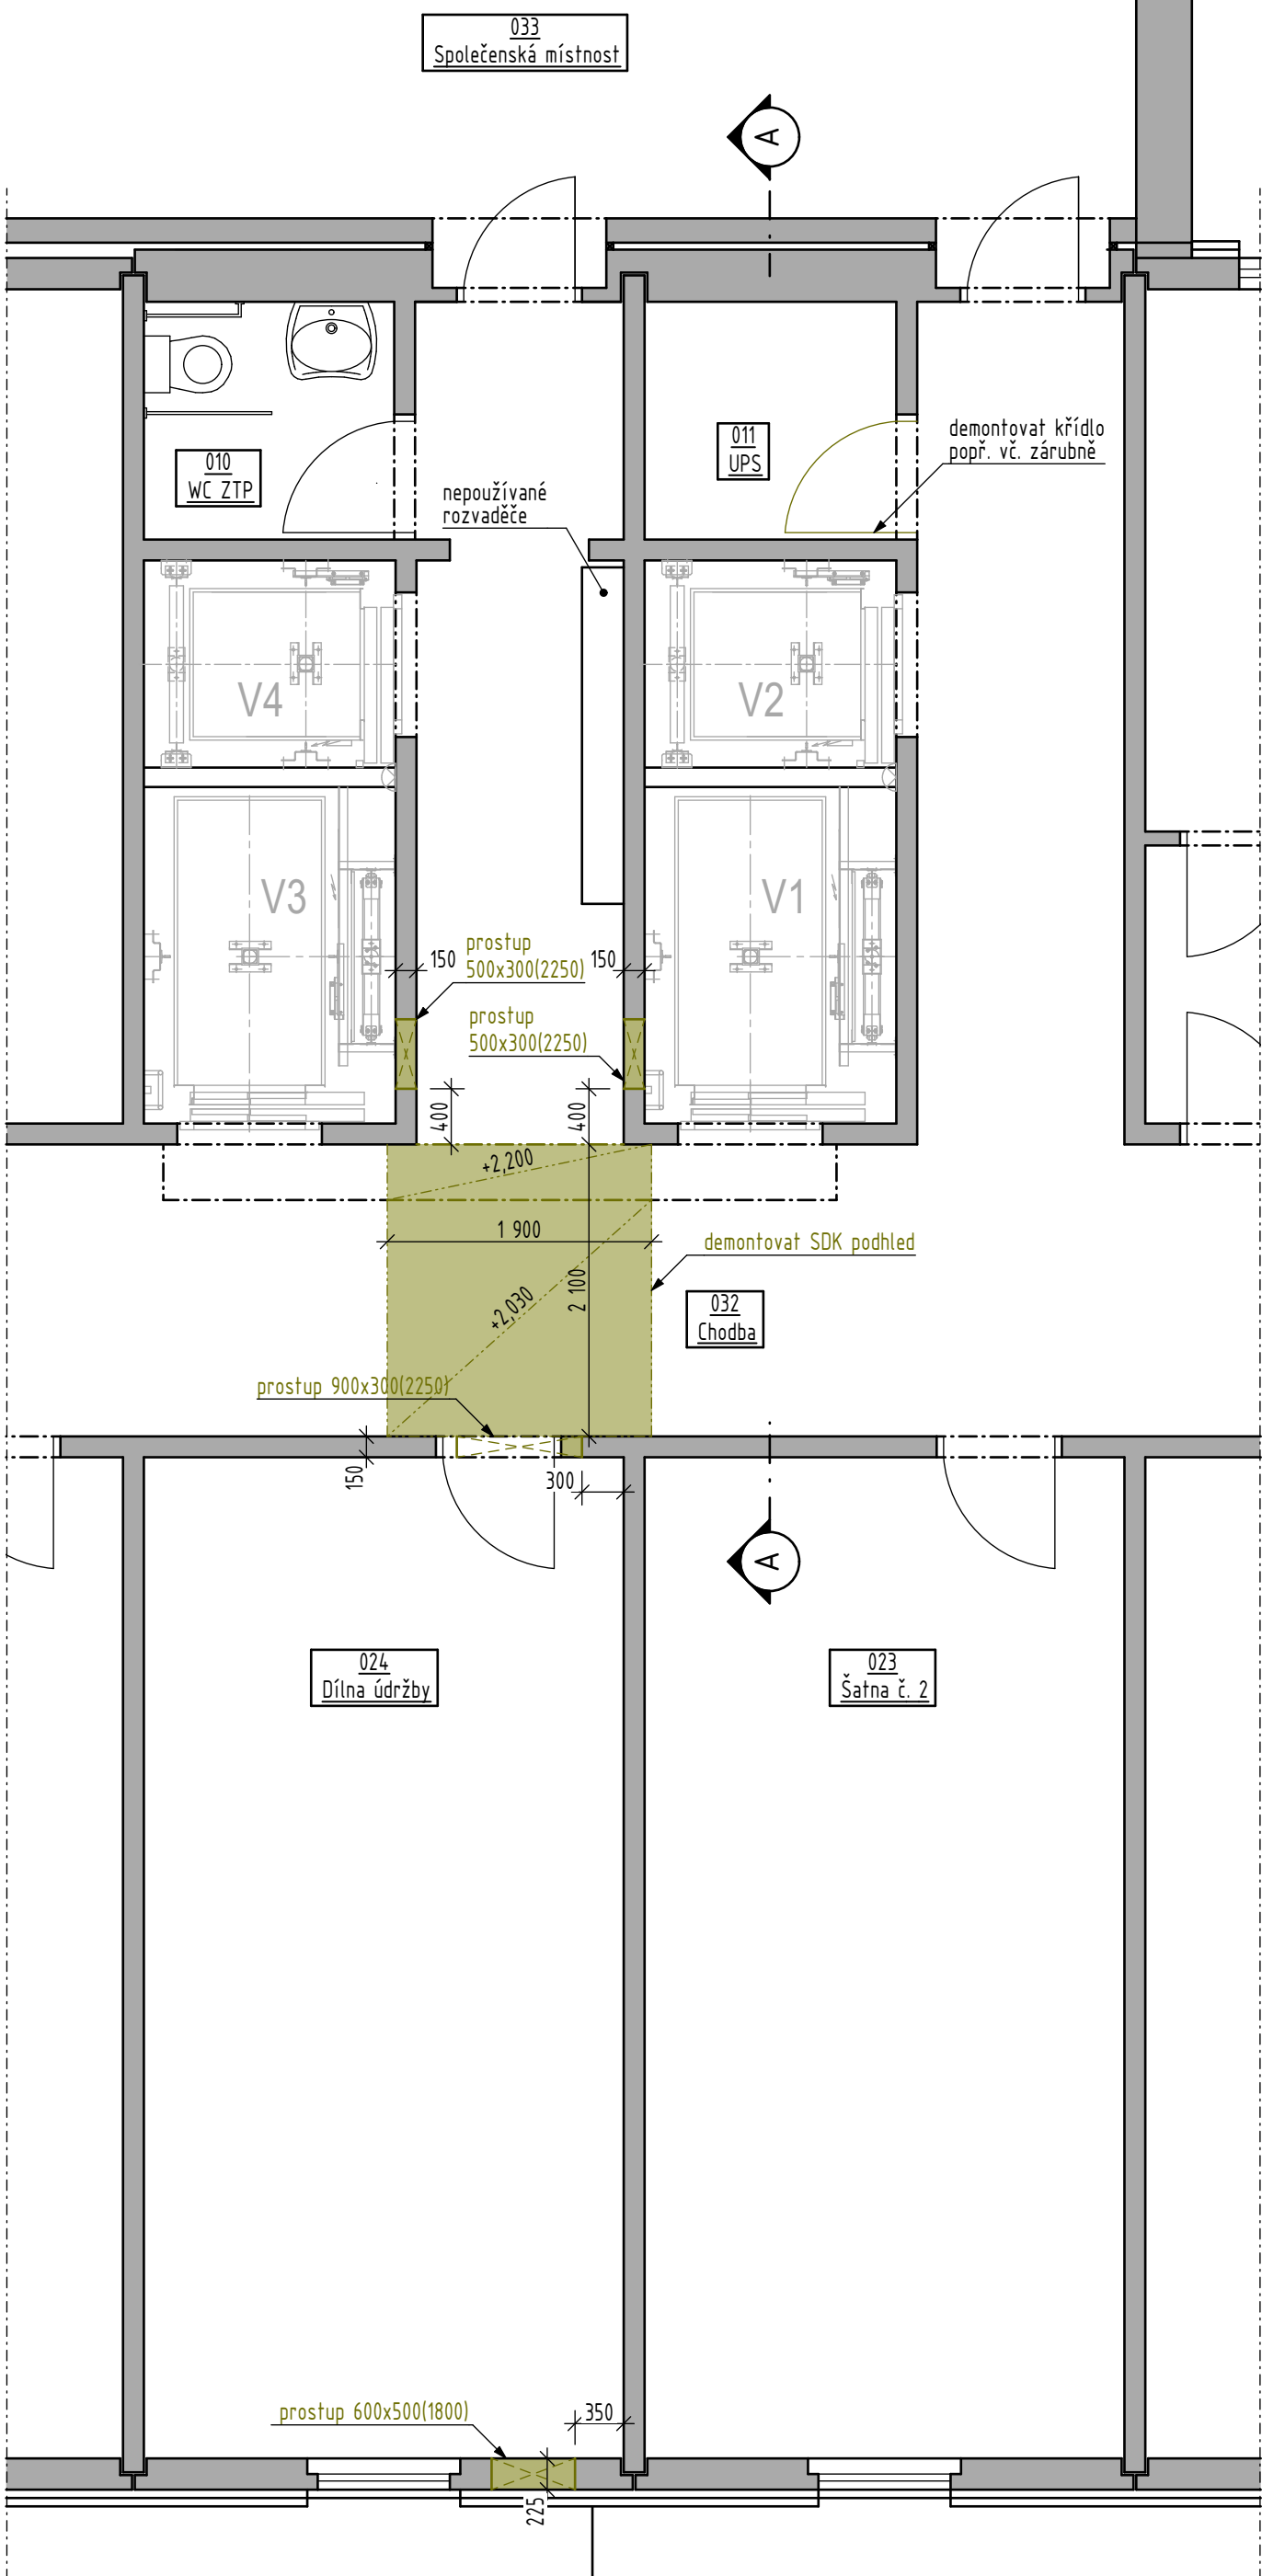 033
Společenská místnost
A
demontovat křídlo
popř. vč. zárubně
011
UPS
010
WC ZTP
nepoužívané
rozvaděče
V4
V2
V3
V1
prostup
500x300(2250)
150
150
prostup
500x300(2250)
400
400
+2,200
1 900
demontovat SDK podhled
2 100
+2,030
032
Chodba
prostup 900x300(2250)
150
300
A
024
Dílna údržby
023
Šatna č. 2
prostup 600x500(1800)
350
225